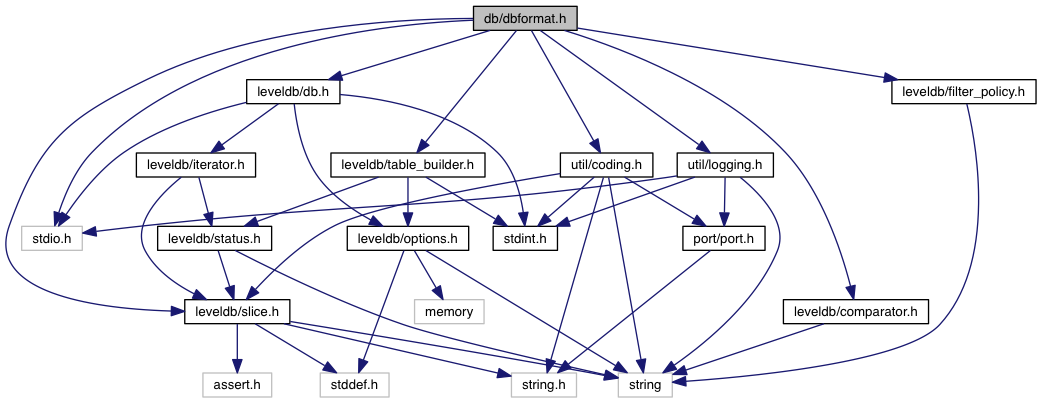 db/dbformat.h
leveldb/db.h
leveldb/filter_policy.h
leveldb/iterator.h
leveldb/table_builder.h
util/coding.h
util/logging.h
stdio.h
leveldb/status.h
leveldb/options.h
stdint.h
port/port.h
leveldb/slice.h
memory
leveldb/comparator.h
assert.h
stddef.h
string.h
string